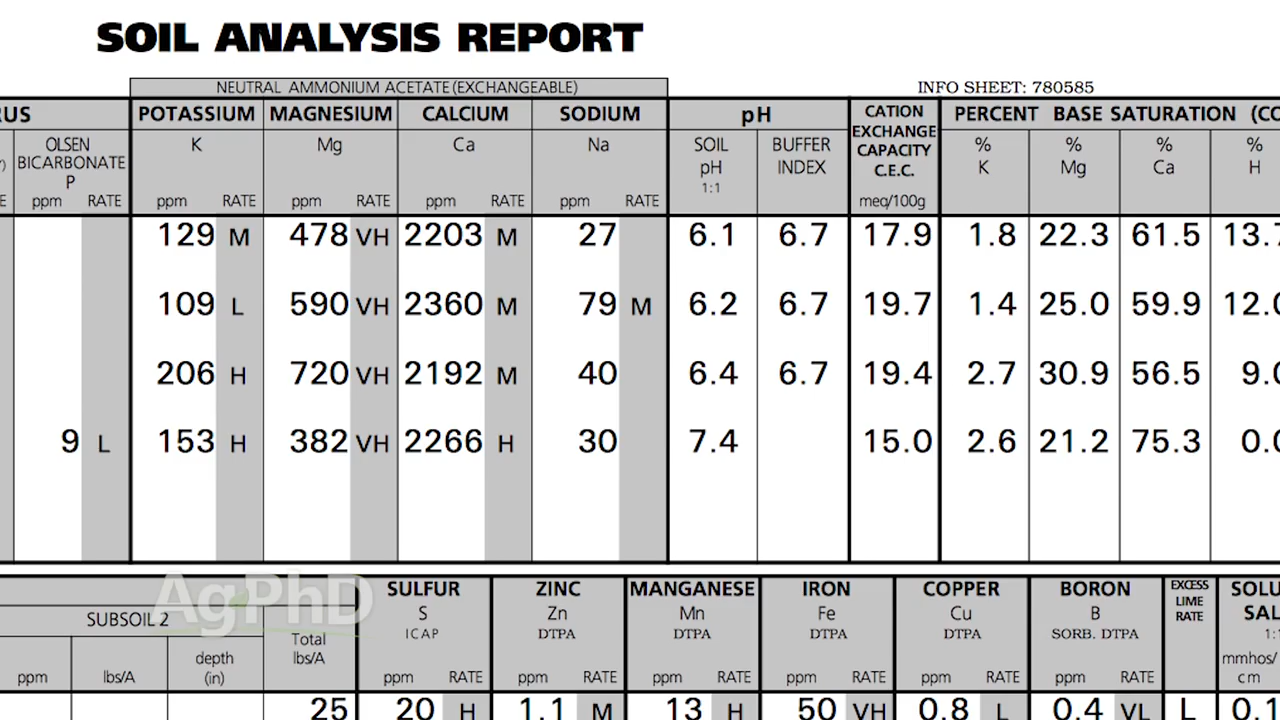 SOIL ANALYSIS REPORT
NEUTRAL AMMONIUM ACETATE (EXCHANGEABLE)
INFO SHEET: 780585
RUS POTASSIUM MAGNESIUM CALCIUM SODIUM pH CATION EXCHANGE CAPACITY C.E.C. PERCENT BASE SATURATION (CO
OLSEN BICARBONATE P K Mg Ca Na SOIL pH 1:1 BUFFER INDEX % K % Mg % Ca % H
E ppm RATE ppm RATE ppm RATE ppm RATE ppm RATE meq/100g
129 M 478 VH 2203 M 27 6.1 6.7 17.9 1.8 22.3 61.5 13.7
109 L 590 VH 2360 M 79 M 6.2 6.7 19.7 1.4 25.0 59.9 12.0
206 H 720 VH 2192 M 40 6.4 6.7 19.4 2.7 30.9 56.5 9.0
9 L 153 H 382 VH 2266 H 30 7.4 15.0 2.6 21.2 75.3 0.0
AgPhD
SULFUR ZINC MANGANESE IRON COPPER BORON EXCESS LIME RATE SOLU SAL
SUBSOIL 2 S Zn Mn Fe Cu B
ICAP DTPA DTPA DTPA DTPA SORB. DTPA 1:1
Total lbs/A
ppm lbs/A depth (in) ppm RATE ppm RATE ppm RATE ppm RATE ppm RATE ppm RATE mmhos/ cm
25 20 H 1.1 M 13 H 50 VH 0.8 L 0.4 VL L 0.1